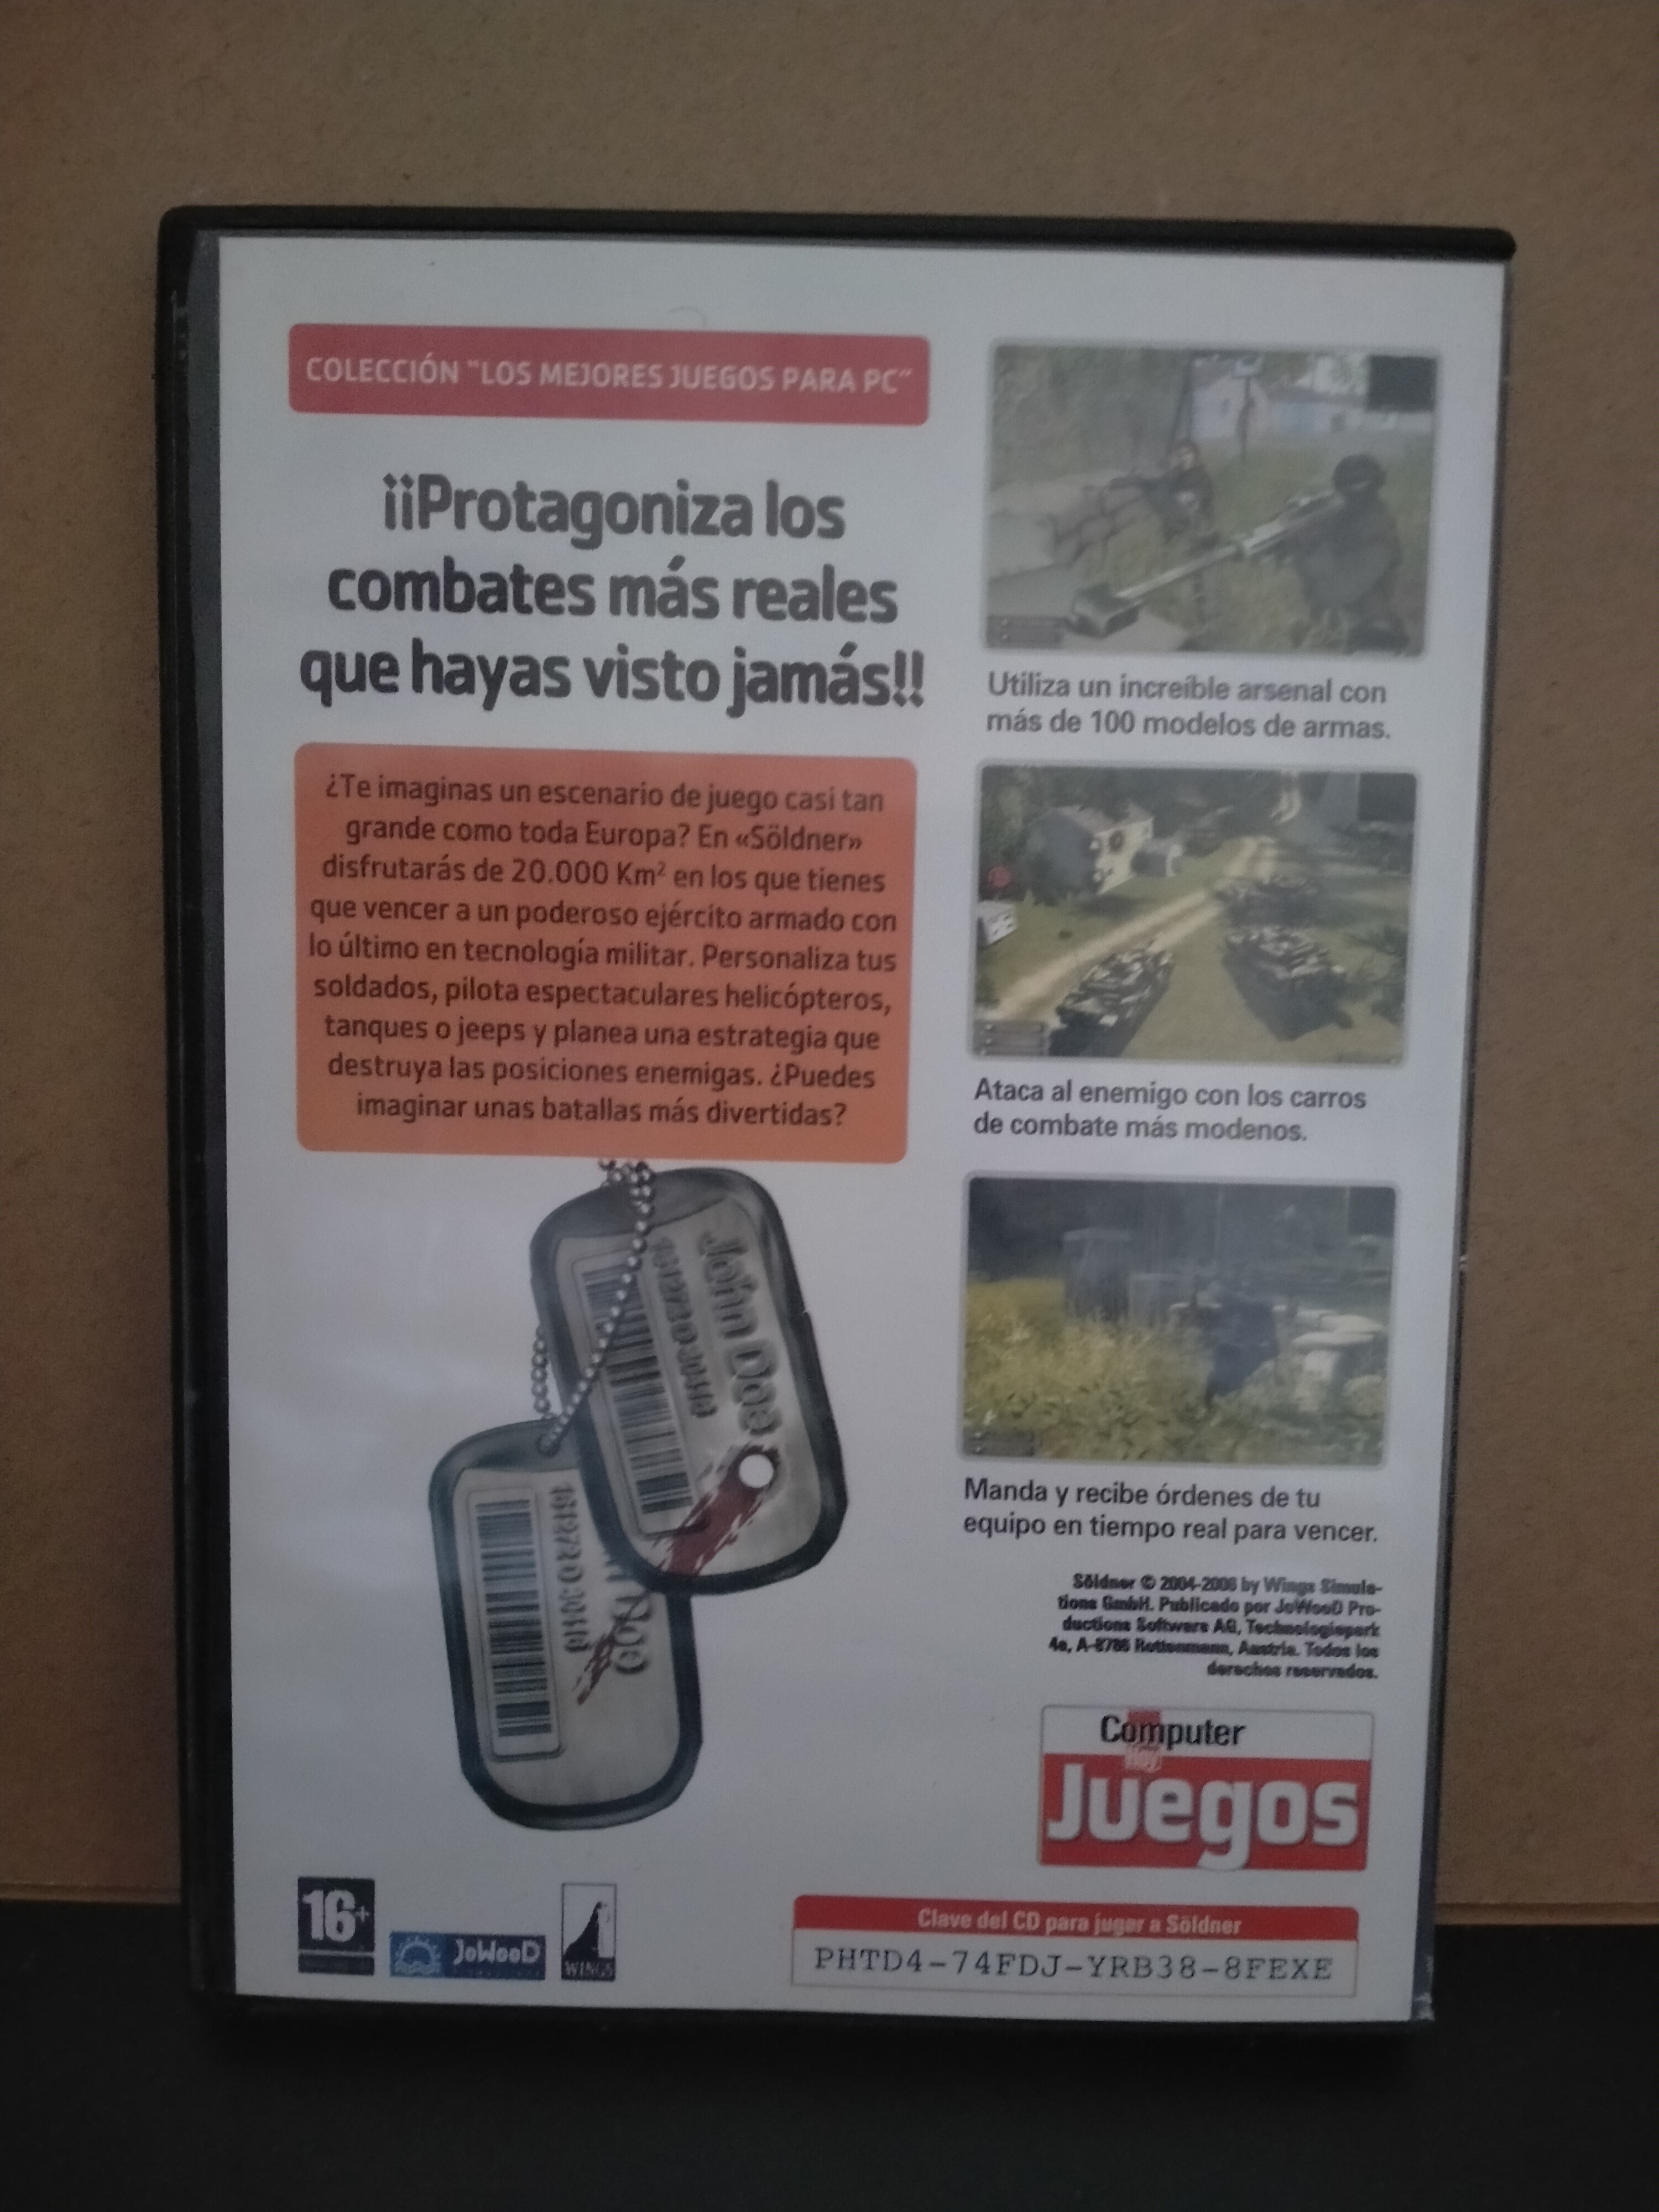 COLECCIÓN "LOS MEJORES JUEGOS PARA PC"
¡¡Protagoniza los
combates más reales
que hayas visto jamás!!
¿Te imaginas un escenario de juego casi tan
grande como toda Europa? En «Söldner»
disfrutarás de 20.000 Km² en los que tienes
que vencer a un poderoso ejército armado con
lo último en tecnología militar. Personaliza tus
soldados, pilota espectaculares helicópteros,
tanques o jeeps y planea una estrategia que
destruya las posiciones enemigas. ¿Puedes
imaginar unas batallas más divertidas?
John Doe
Utiliza un increíble arsenal con
más de 100 modelos de armas.
Ataca al enemigo con los carros
de combate más modenos.
Manda y recibe órdenes de tu
equipo en tiempo real para vencer.
Söldner © 2004-2006 by Wings Simula-
tions GmbH. Publicado por JoWooD Pro-
ductions Software AG, Technologiepark
4a, A-8786 Rottenmann, Austria. Todos los
derechos reservados.
Computer
hoy
Juegos
16+
JoWooD
WINGS
Clave del CD para jugar a Söldner
PHTD4-74FDJ-YRB38-8FEXE